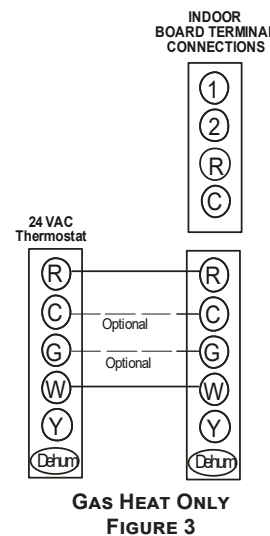 INDOOR
BOARD TERMINAL
CONNECTIONS
1
2
R
C
24 VAC
Thermostat
R R
C Optional C
G Optional G
W W
Y Y
Dehum Dehum
GAS HEAT ONLY
FIGURE 3